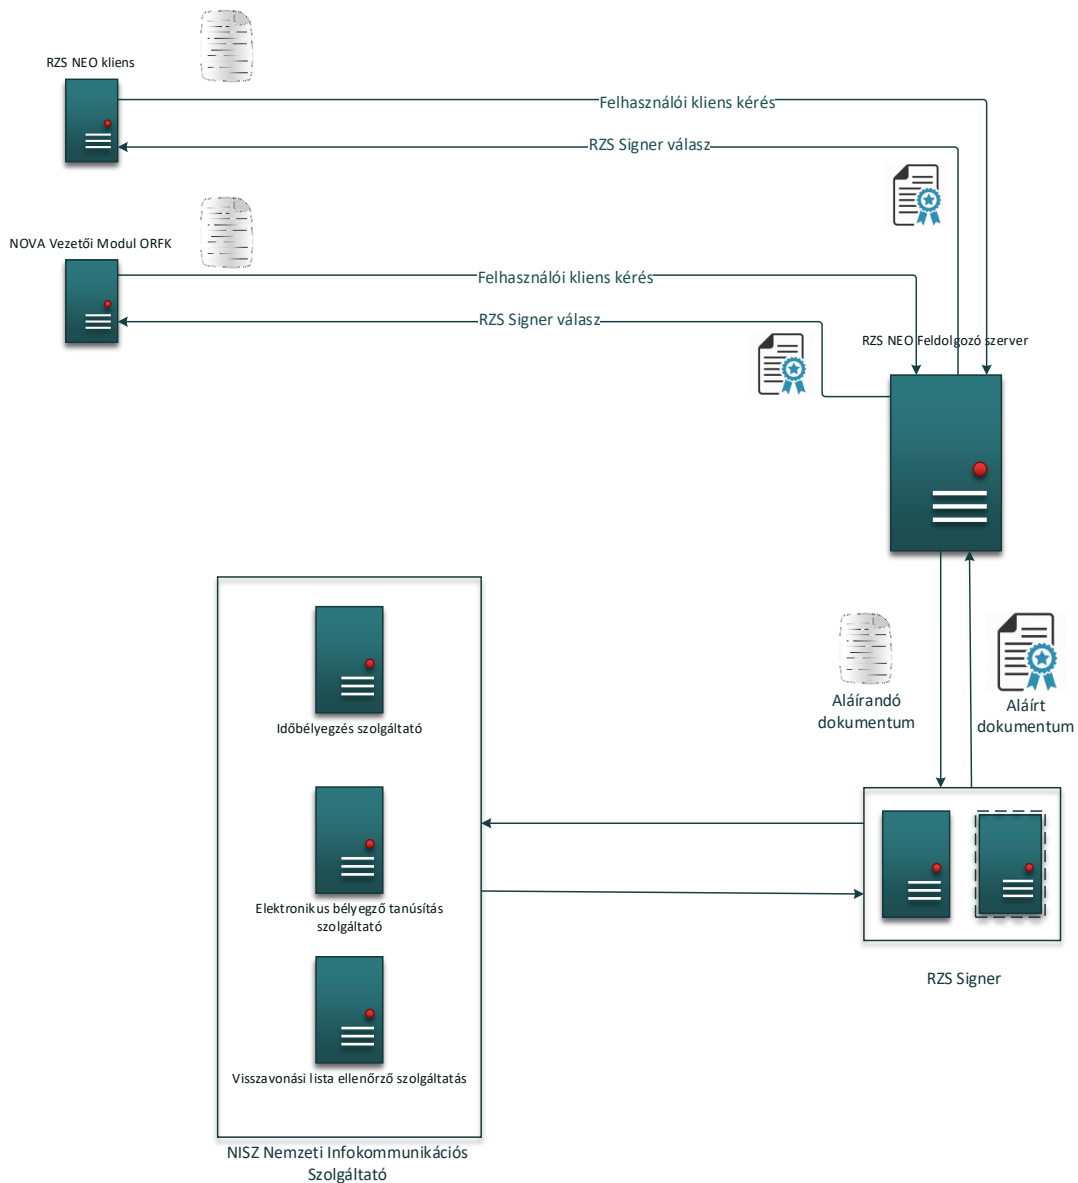 RZS NEO kliens
Felhasználói kliens kérés
RZS Signer válasz
NOVA Vezetői Modul ORFK
Felhasználói kliens kérés
RZS Signer válasz
RZS NEO Feldolgozó szerver
Aláírandó
dokumentum
Aláírt
dokumentum
Időbélyegzés szolgáltató
Elektronikus bélyegző tanúsítás
szolgáltató
RZS Signer
Visszavonási lista ellenőrző szolgáltatás
NISZ Nemzeti Infokommunikációs
Szolgáltató